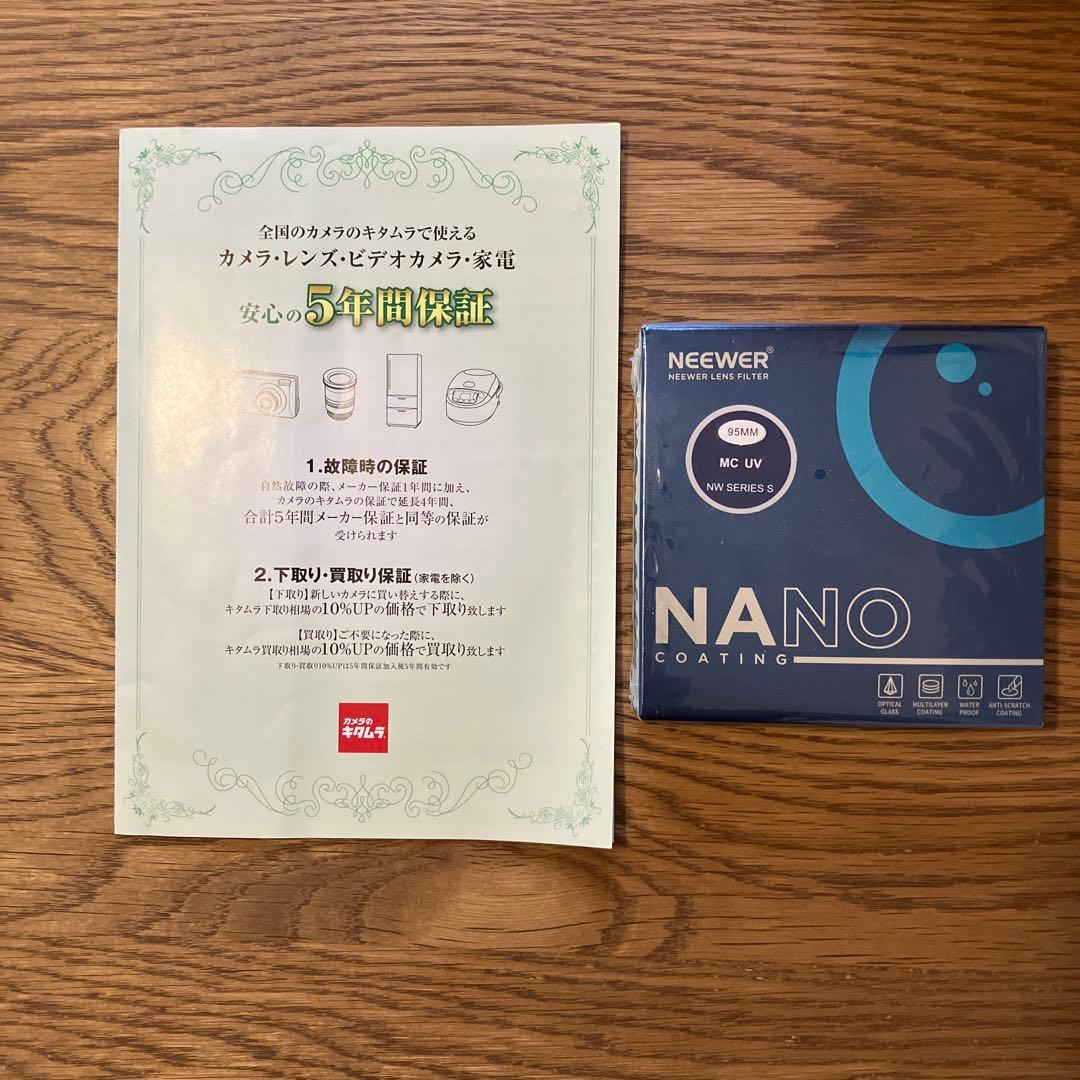 全国のカメラのキタムラで使える
カメラ・レンズ・ビデオカメラ・家電
安心の5年間保証
1.故障時の保証
自然故障の際、メーカー保証1年間に加え、
カメラのキタムラの保証で延長4年間、
合計5年間メーカー保証と同等の保証が
受けられます
2.下取り・買取り保証(家電を除く)
【下取り】新しいカメラに買い替えする際に、
キタムラ下取り相場の10%UPの価格で下取り致します
【買取り】ご不要になった際に、
キタムラ買取り相場の10%UPの価格で買取り致します
下取り・買取り10%UPは5年間保証加入後5年間有効です
カメラの
キタムラ
NEEWER®
NEEWER LENS FILTER
95MM
MC UV
NW SERIES S
NANO
COATING
OPTICAL
GLASS
MULTILAYER
COATING
WATER
PROOF
ANTI-SCRATCH
COATING